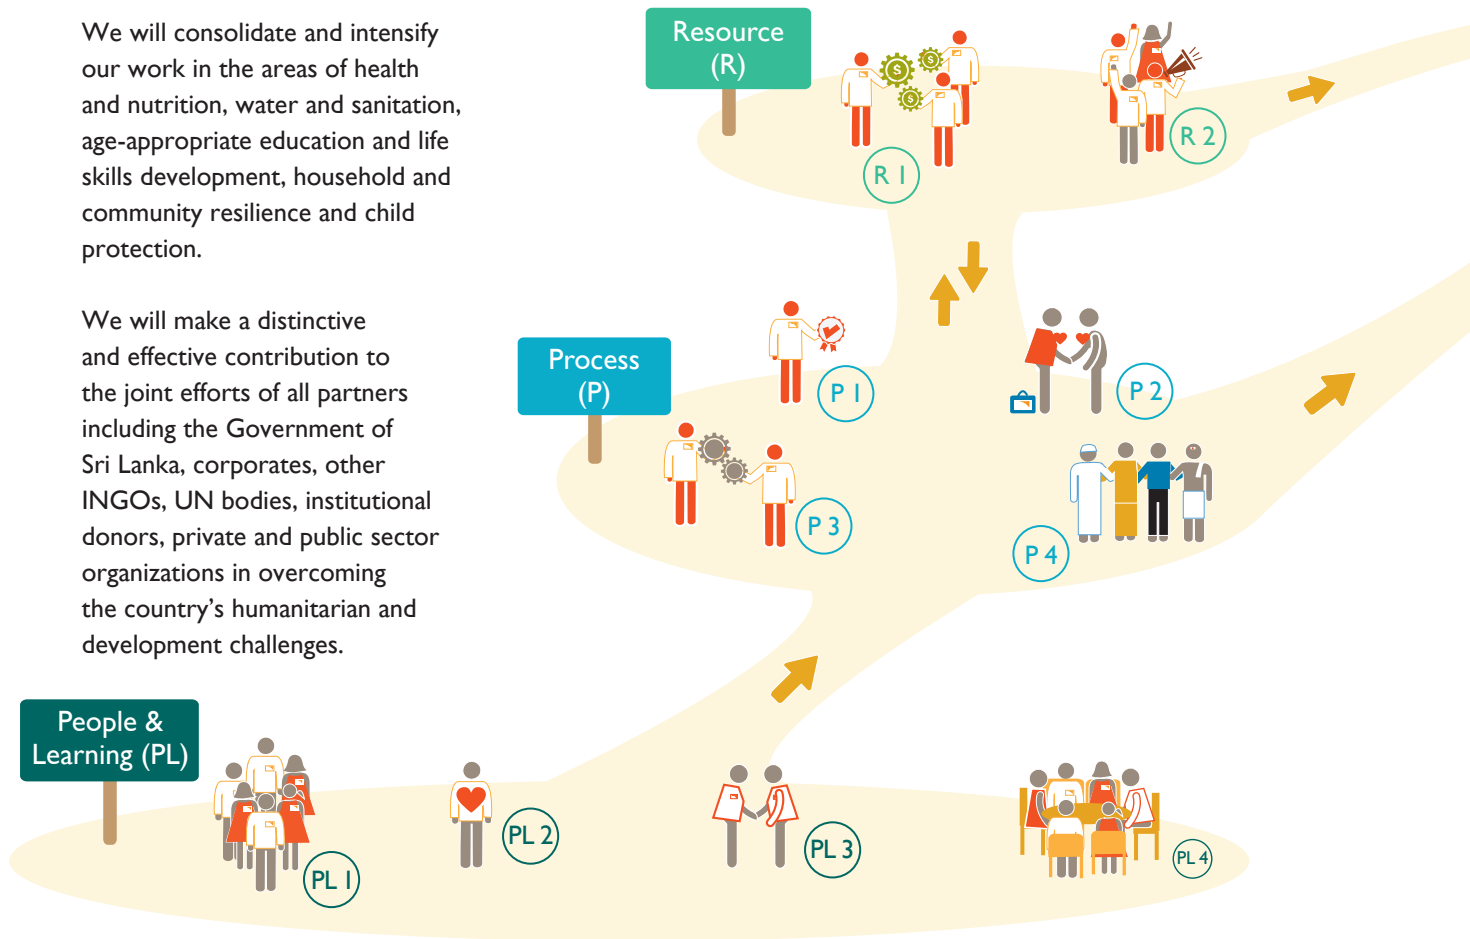 We will consolidate and intensify
our work in the areas of health
and nutrition, water and sanitation,
age-appropriate education and life
skills development, household and
community resilience and child
protection.
We will make a distinctive
and effective contribution to
the joint efforts of all partners
including the Government of
Sri Lanka, corporates, other
INGOs, UN bodies, institutional
donors, private and public sector
organizations in overcoming
the country’s humanitarian and
development challenges.
Resource
(R)
$
$
$
R 1
R 2
Process
(P)
P 1
P 2
P 3
P 4
People &
Learning (PL)
PL 1
PL 2
PL 3
PL 4